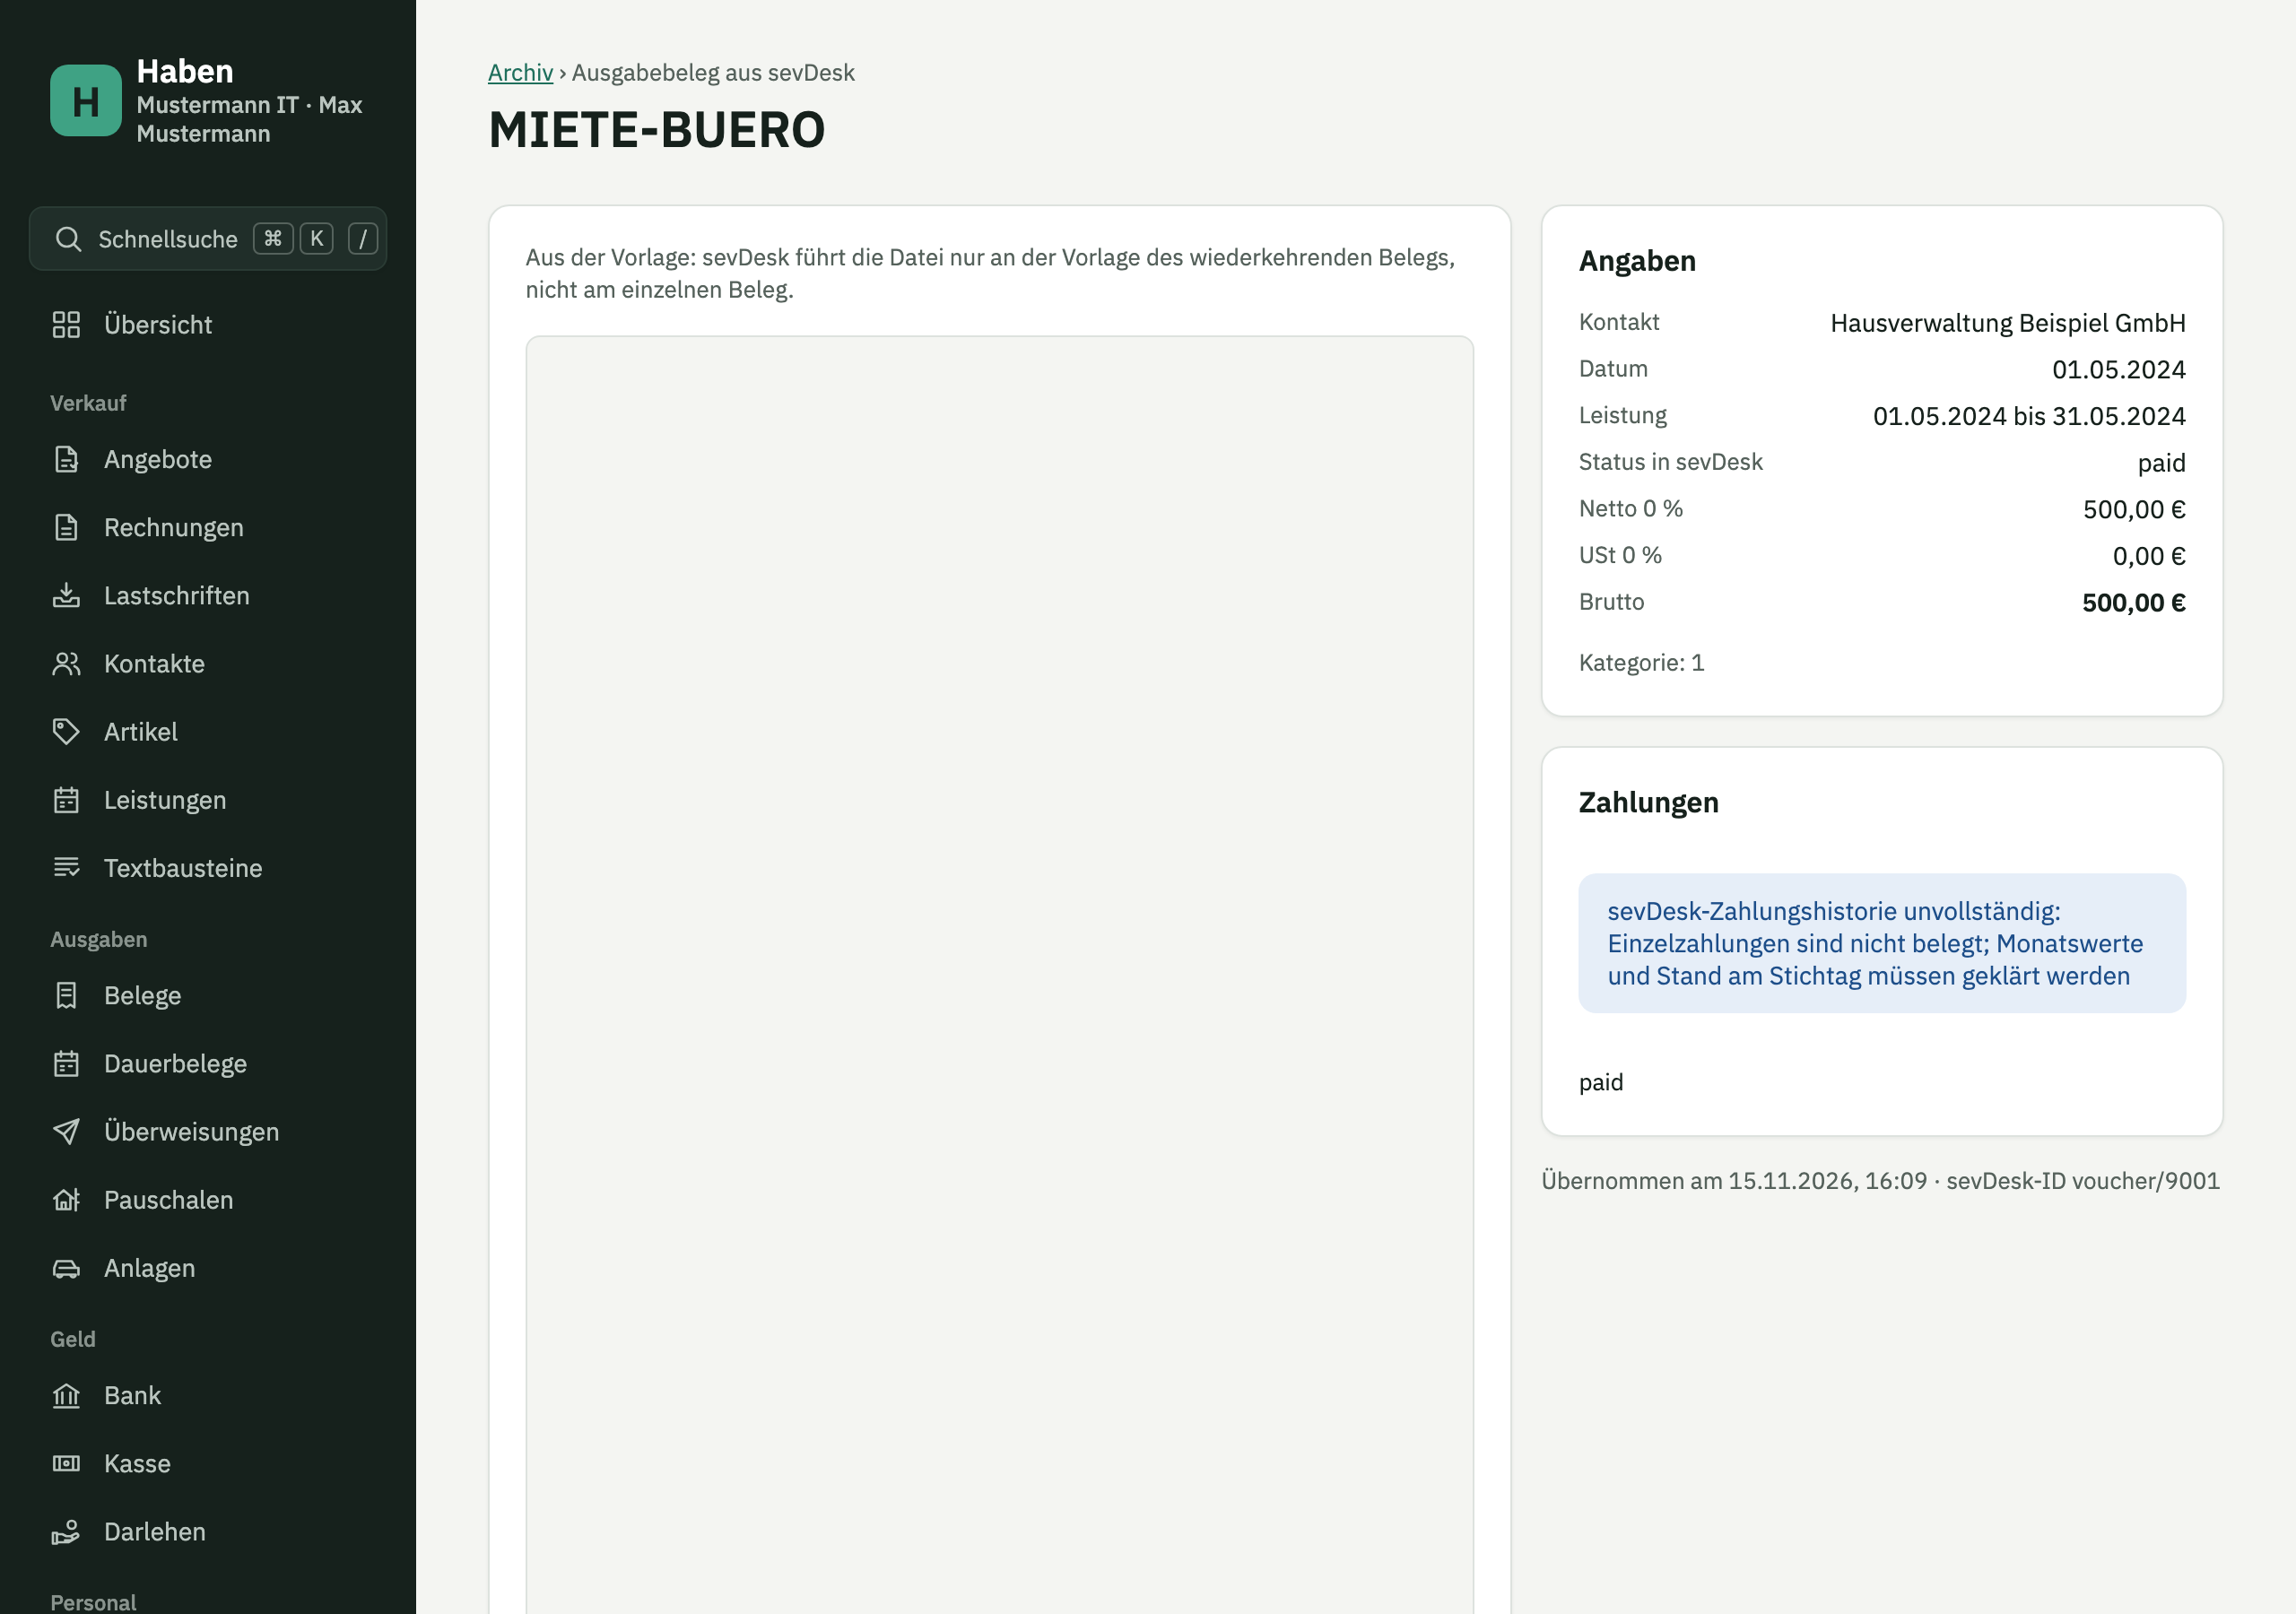 H
Haben
Mustermann IT · Max
Mustermann
Schnellsuche ⌘ K /
Übersicht
Verkauf
Angebote
Rechnungen
Lastschriften
Kontakte
Artikel
Leistungen
Textbausteine
Ausgaben
Belege
Dauerbelege
Überweisungen
Pauschalen
Anlagen
Geld
Bank
Kasse
Darlehen
Personal
Archiv › Ausgabebeleg aus sevDesk
MIETE-BUERO
Aus der Vorlage: sevDesk führt die Datei nur an der Vorlage des wiederkehrenden Belegs,
nicht am einzelnen Beleg.
Angaben
Kontakt Hausverwaltung Beispiel GmbH
Datum 01.05.2024
Leistung 01.05.2024 bis 31.05.2024
Status in sevDesk paid
Netto 0 % 500,00 €
USt 0 % 0,00 €
Brutto 500,00 €
Kategorie: 1
Zahlungen
sevDesk-Zahlungshistorie unvollständig:
Einzelzahlungen sind nicht belegt; Monatswerte
und Stand am Stichtag müssen geklärt werden
paid
Übernommen am 15.11.2026, 16:09 · sevDesk-ID voucher/9001